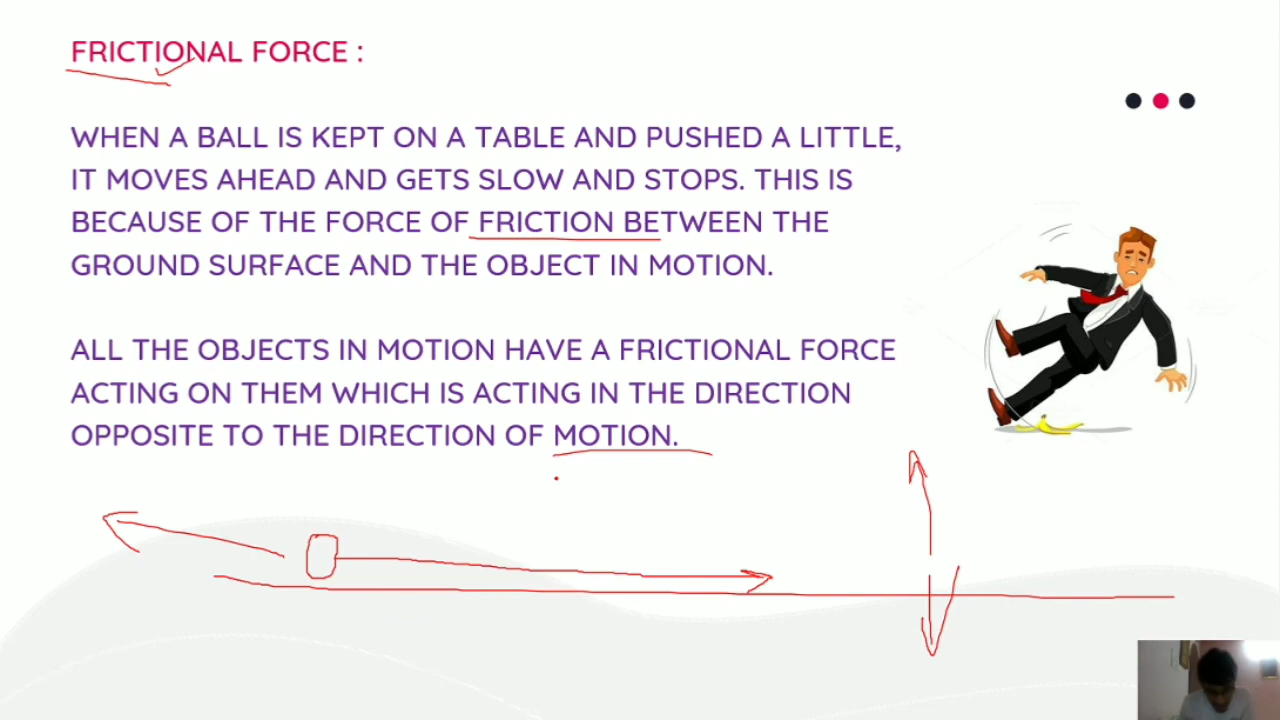 FRICTIONAL FORCE :
WHEN A BALL IS KEPT ON A TABLE AND PUSHED A LITTLE,
IT MOVES AHEAD AND GETS SLOW AND STOPS. THIS IS
BECAUSE OF THE FORCE OF FRICTION BETWEEN THE
GROUND SURFACE AND THE OBJECT IN MOTION.
ALL THE OBJECTS IN MOTION HAVE A FRICTIONAL FORCE
ACTING ON THEM WHICH IS ACTING IN THE DIRECTION
OPPOSITE TO THE DIRECTION OF MOTION.